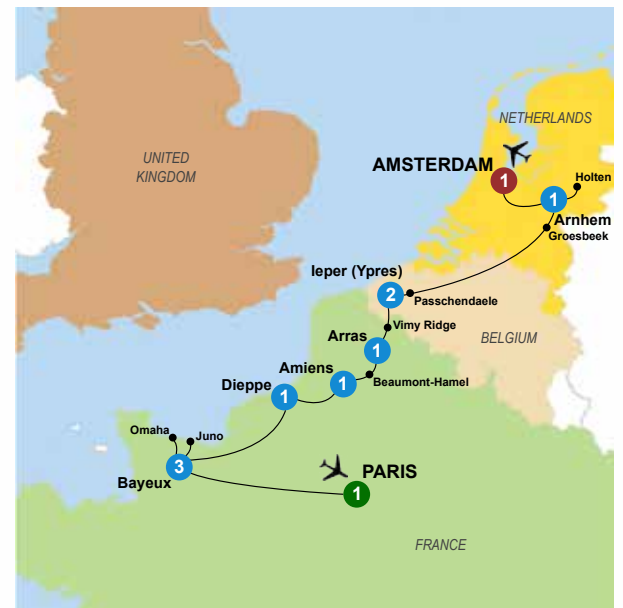 NETHERLANDS
UNITED
KINGDOM
AMSTERDAM
1
Holten
1
Arnhem
Groesbeek
Ieper (Ypres)
2
Passchendaele
Vimy Ridge
BELGIUM
Arras
1
Amiens
1
Beaumont-Hamel
Dieppe
1
Omaha
Juno
3
Bayeux
PARIS
1
FRANCE